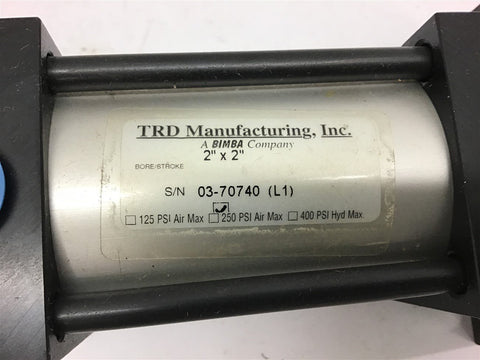 TRD Manufacturing, Inc.
A BIMBA Company
2" x 2"
BORE/STROKE
S/N 03-70740 (L1)
☐ 125 PSI Air Max ☑ 250 PSI Air Max ☐ 400 PSI Hyd Max